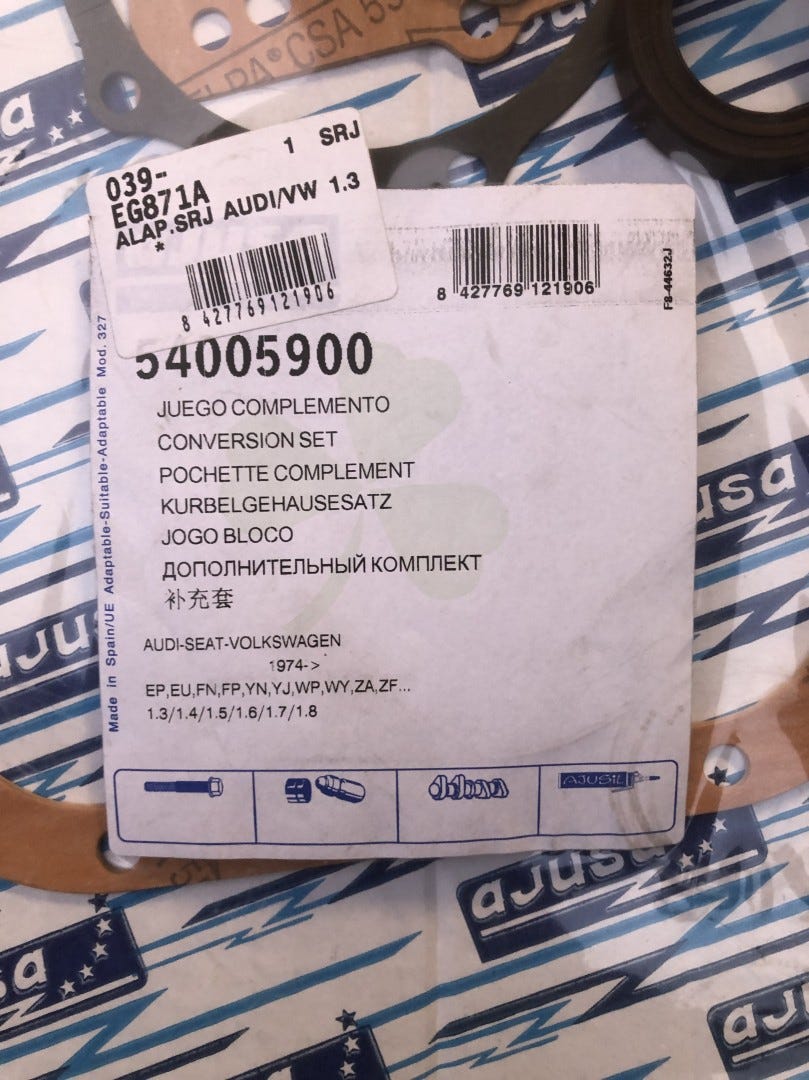 ELPA® CSA 5
ajusa
039-
EG871A
1 SRJ
ALAP.SRJ AUDI/VW 1.3
*
8 427769 121906
8 427769 121906
F8-44632J
54005900
JUEGO COMPLEMENTO
CONVERSION SET
POCHETTE COMPLEMENT
KURBELGEHAUSESATZ
JOGO BLOCO
ДОПОЛНИТЕЛЬНЫЙ КОМПЛЕКТ
补充套
AUDI-SEAT-VOLKSWAGEN
1974->
EP,EU,FN,FP,YN,YJ,WP,WY,ZA,ZF...
1.3/1.4/1.5/1.6/1.7/1.8
Made in Spain/UE Adaptable-Suitable-Adaptable Mod. 327
AJUSIL
ajusa
ajusa
ajusa